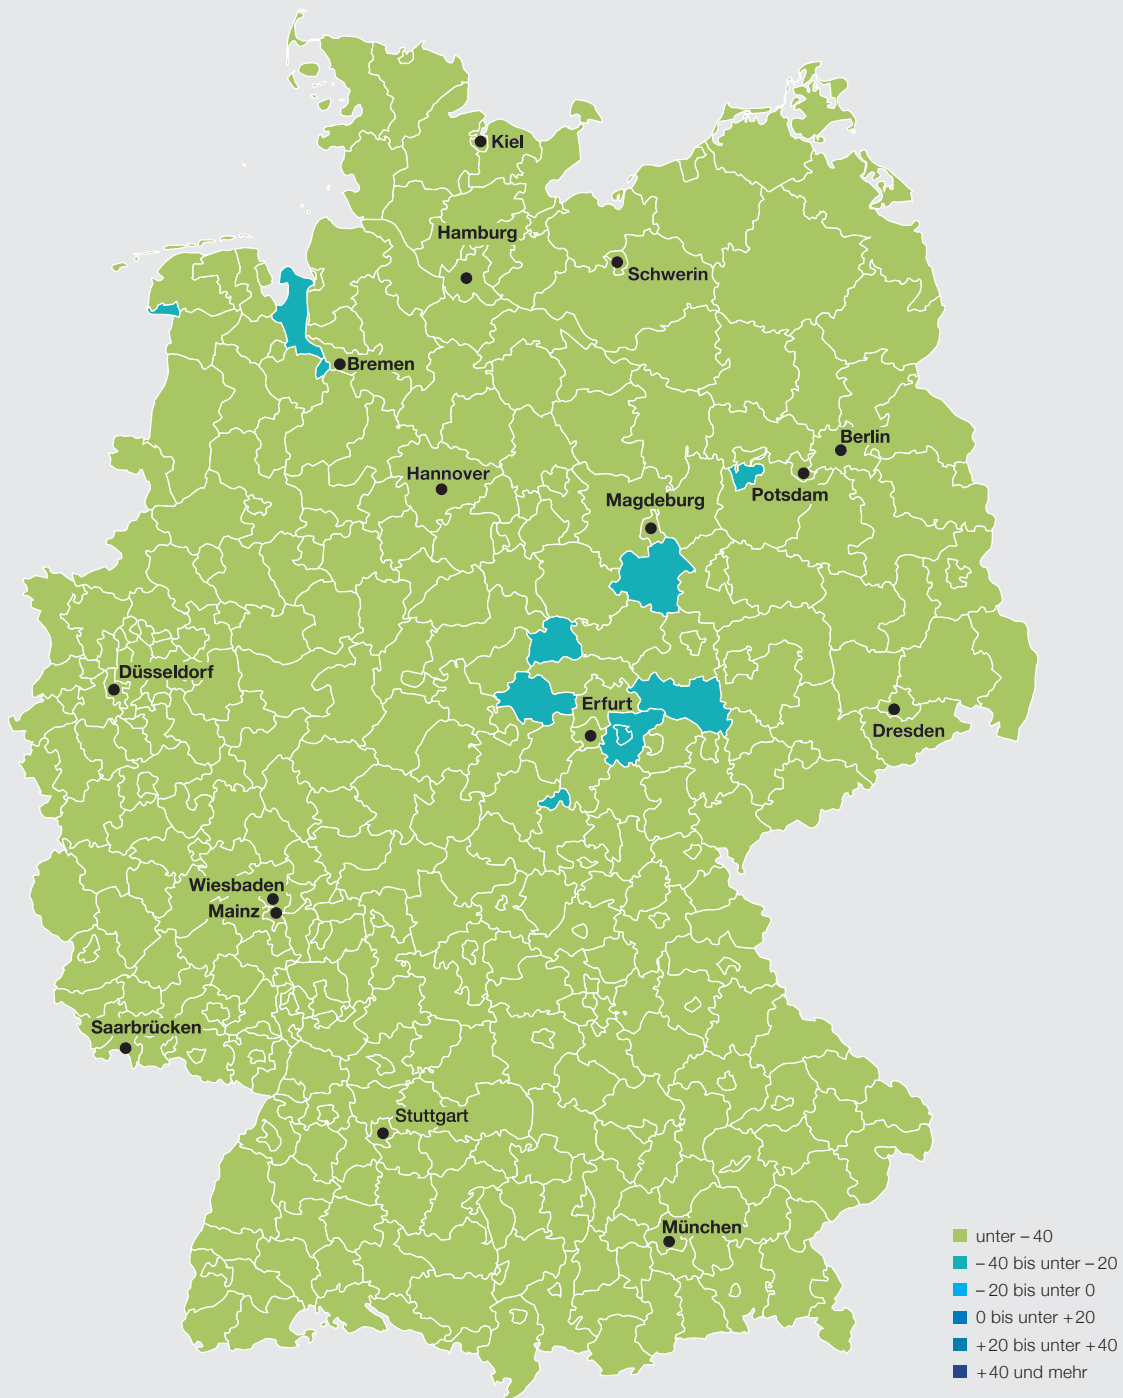 Kiel
Hamburg
Schwerin
Bremen
Berlin
Hannover
Potsdam
Magdeburg
Düsseldorf
Erfurt
Dresden
Wiesbaden
Mainz
Saarbrücken
Stuttgart
München
unter – 40
– 40 bis unter – 20
– 20 bis unter 0
0 bis unter +20
+20 bis unter +40
+40 und mehr